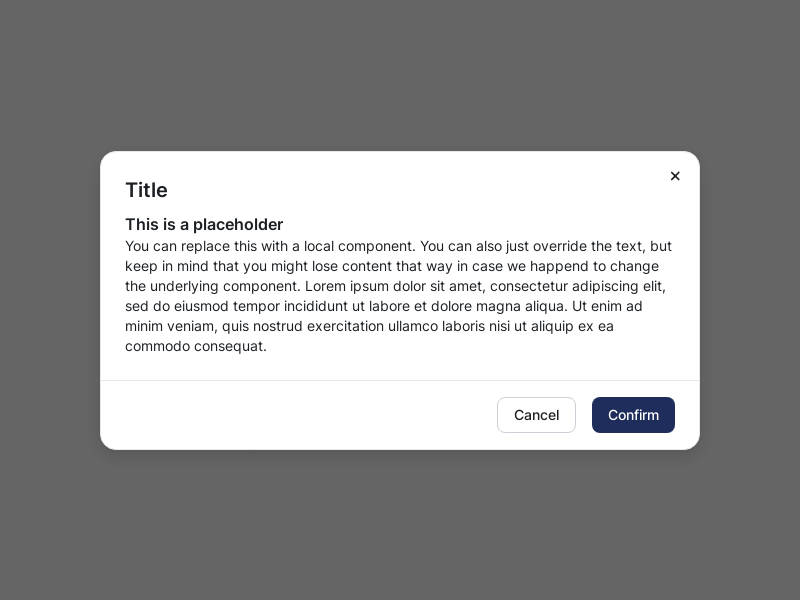 Title
This is a placeholder
You can replace this with a local component. You can also just override the text, but
keep in mind that you might lose content that way in case we happend to change
the underlying component. Lorem ipsum dolor sit amet, consectetur adipiscing elit,
sed do eiusmod tempor incididunt ut labore et dolore magna aliqua. Ut enim ad
minim veniam, quis nostrud exercitation ullamco laboris nisi ut aliquip ex ea
commodo consequat.
Cancel
Confirm